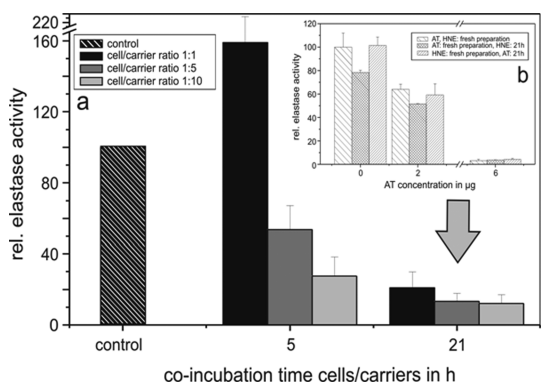 220
160
120
80
40
0
rel. elastase activity
control
cell/carrier ratio 1:1
cell/carrier ratio 1:5
cell/carrier ratio 1:10
a
control
5
21
co-incubation time cells/carriers in h
120
100
80
60
40
20
0
rel. elastase activity
AT, HNE: fresh preparation
AT: fresh preparation, HNE: 21h
HNE: fresh preparation, AT: 21h
b
0
2
6
AT concentration in µg